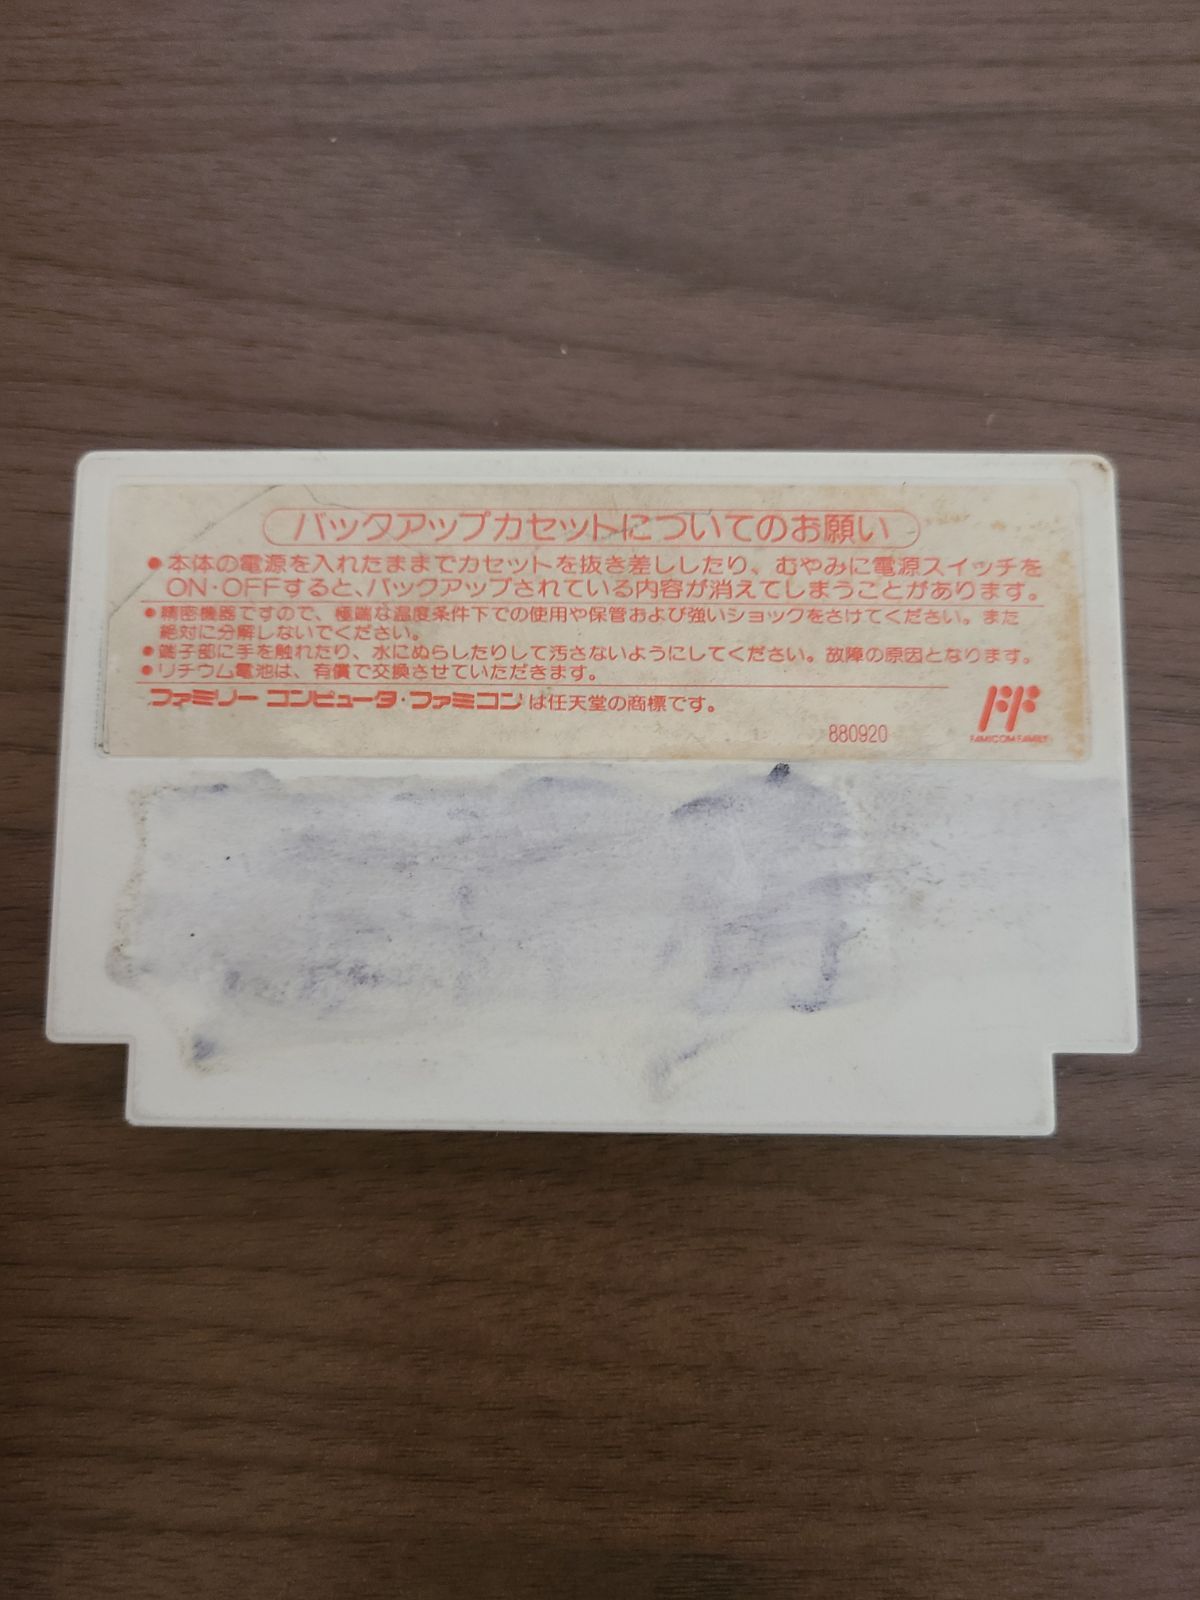 バックアップカセットについてのお願い
●本体の電源を入れたままでカセットを抜き差ししたり、むやみに電源スイッチを
ON・OFFすると、バックアップされている内容が消えてしまうことがあります。
●精密機器ですので、極端な温度条件下での使用や保管および強いショックをさけてください。また
絶対に分解しないでください。
●端子部に手を触れたり、水にぬらしたりして汚さないようにしてください。故障の原因となります。
●リチウム電池は、有償で交換させていただきます。
ファミリー コンピュータ・ファミコンは任天堂の商標です。
880920
FAMICOM FAMILY